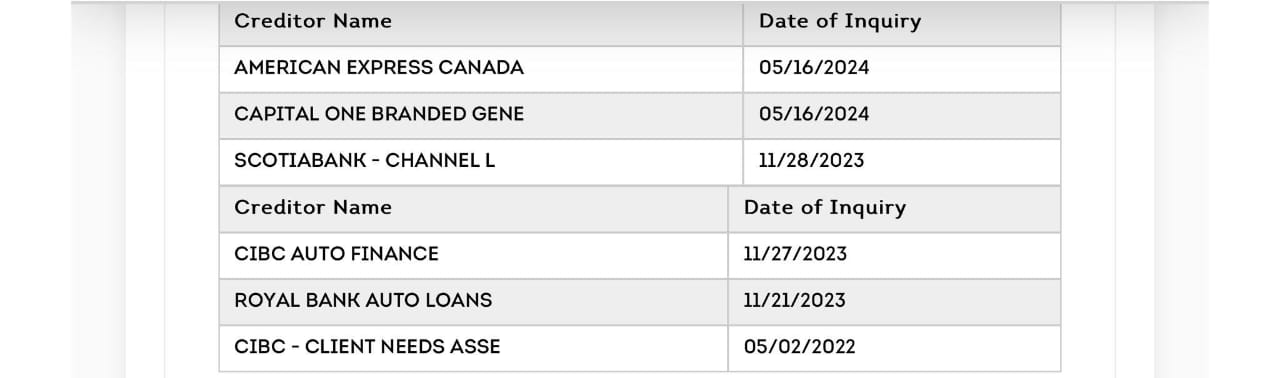 Creditor Name Date of Inquiry
AMERICAN EXPRESS CANADA 05/16/2024
CAPITAL ONE BRANDED GENE 05/16/2024
SCOTIABANK - CHANNEL L 11/28/2023
Creditor Name Date of Inquiry
CIBC AUTO FINANCE 11/27/2023
ROYAL BANK AUTO LOANS 11/21/2023
CIBC - CLIENT NEEDS ASSE 05/02/2022